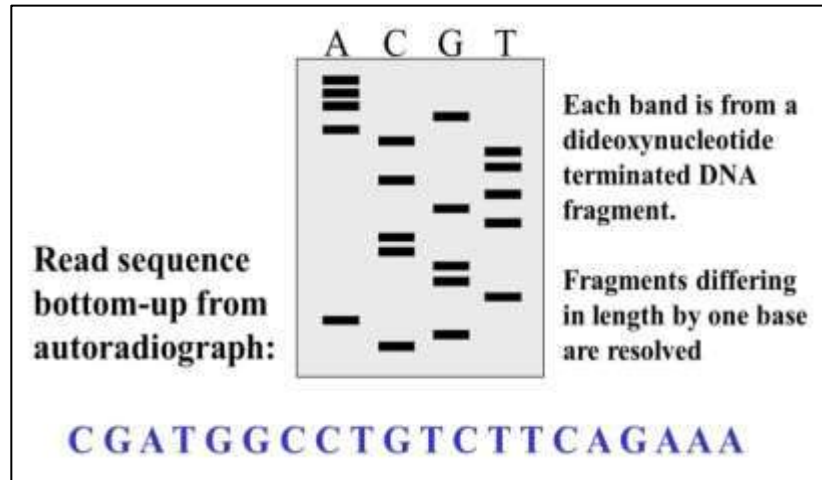 A C G T
Each band is from a
dideoxynucleotide
terminated DNA
fragment.
Read sequence
bottom-up from
autoradiograph:
Fragments differing
in length by one base
are resolved
C G A T G G C C T G T C T T C A G A A A